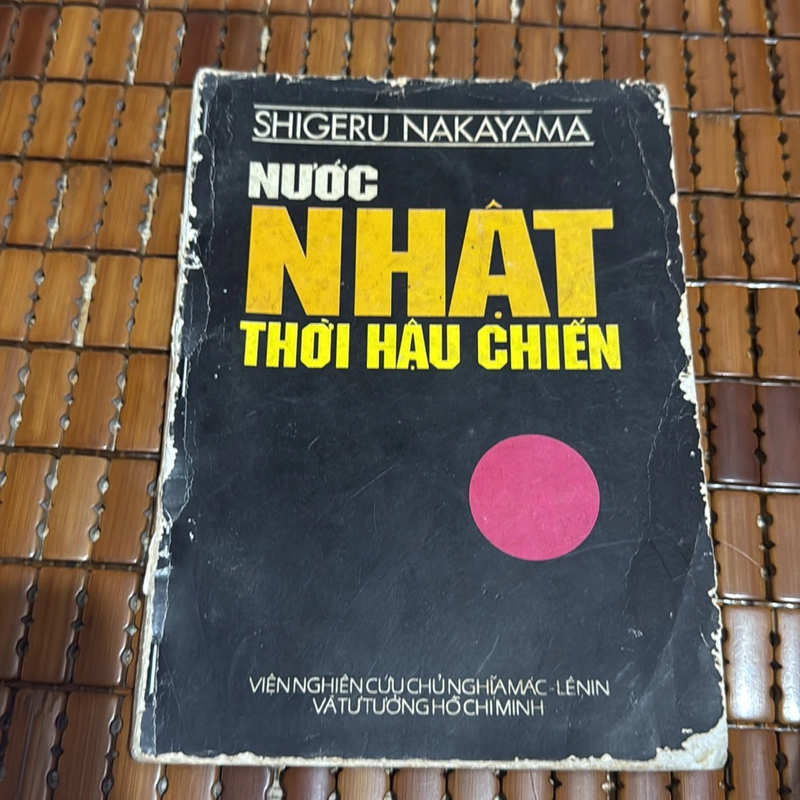 SHIGERU NAKAYAMA
NƯỚC
NHẬT
THỜI HẬU CHIẾN
VIỆN NGHIÊN CỨU CHỦ NGHĨA MÁC - LÊNIN
VÀ TƯ TƯỞNG HỒ CHÍ MINH